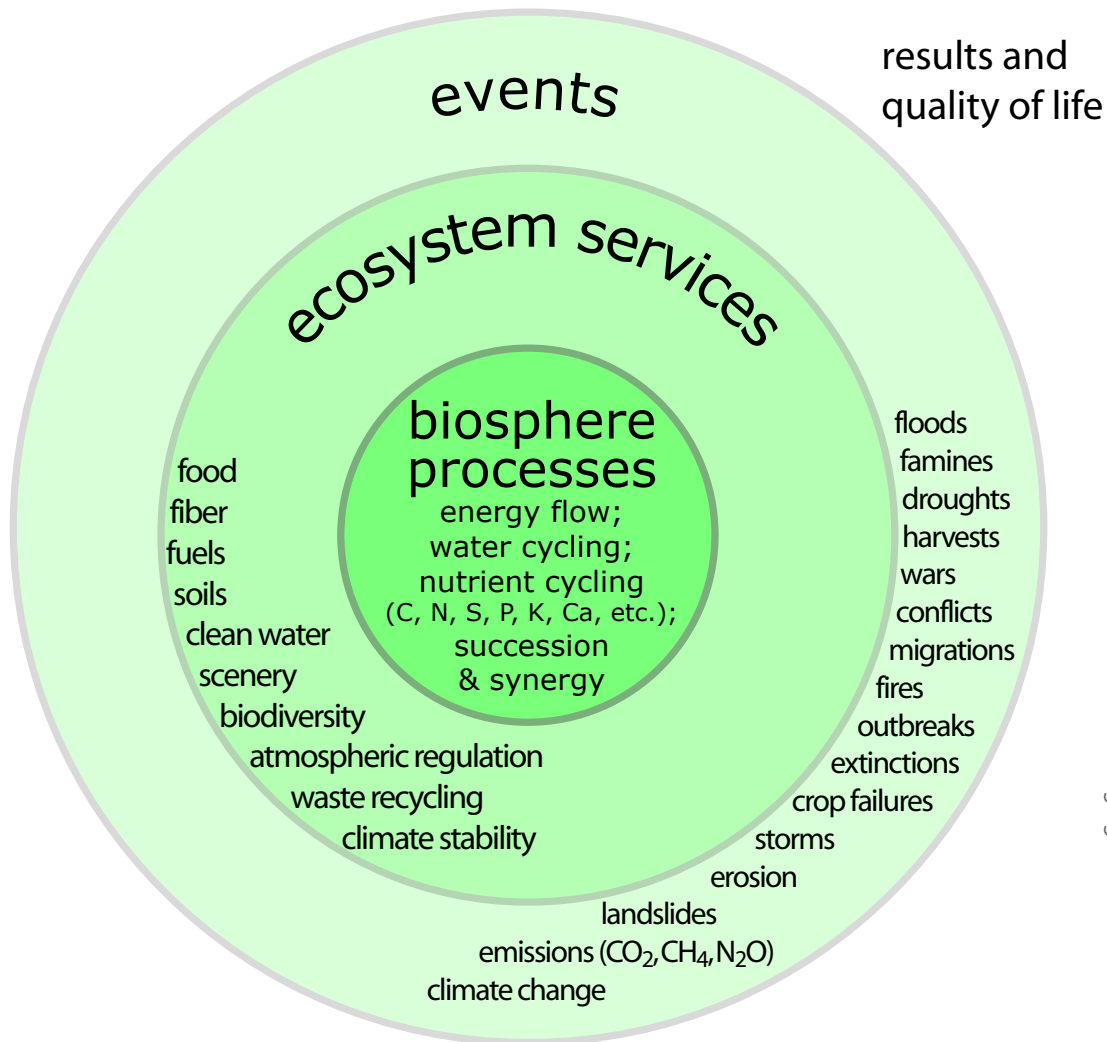 results and
quality of life
events
ecosystem services
biosphere
processes
energy flow;
water cycling;
nutrient cycling
(C, N, S, P, K, Ca, etc.);
succession
& synergy
food
fiber
fuels
soils
clean water
scenery
biodiversity
atmospheric regulation
waste recycling
climate stability
floods
famines
droughts
harvests
wars
conflicts
migrations
fires
outbreaks
extinctions
crop failures
storms
erosion
landslides
emissions (CO₂, CH₄, N₂O)
climate change